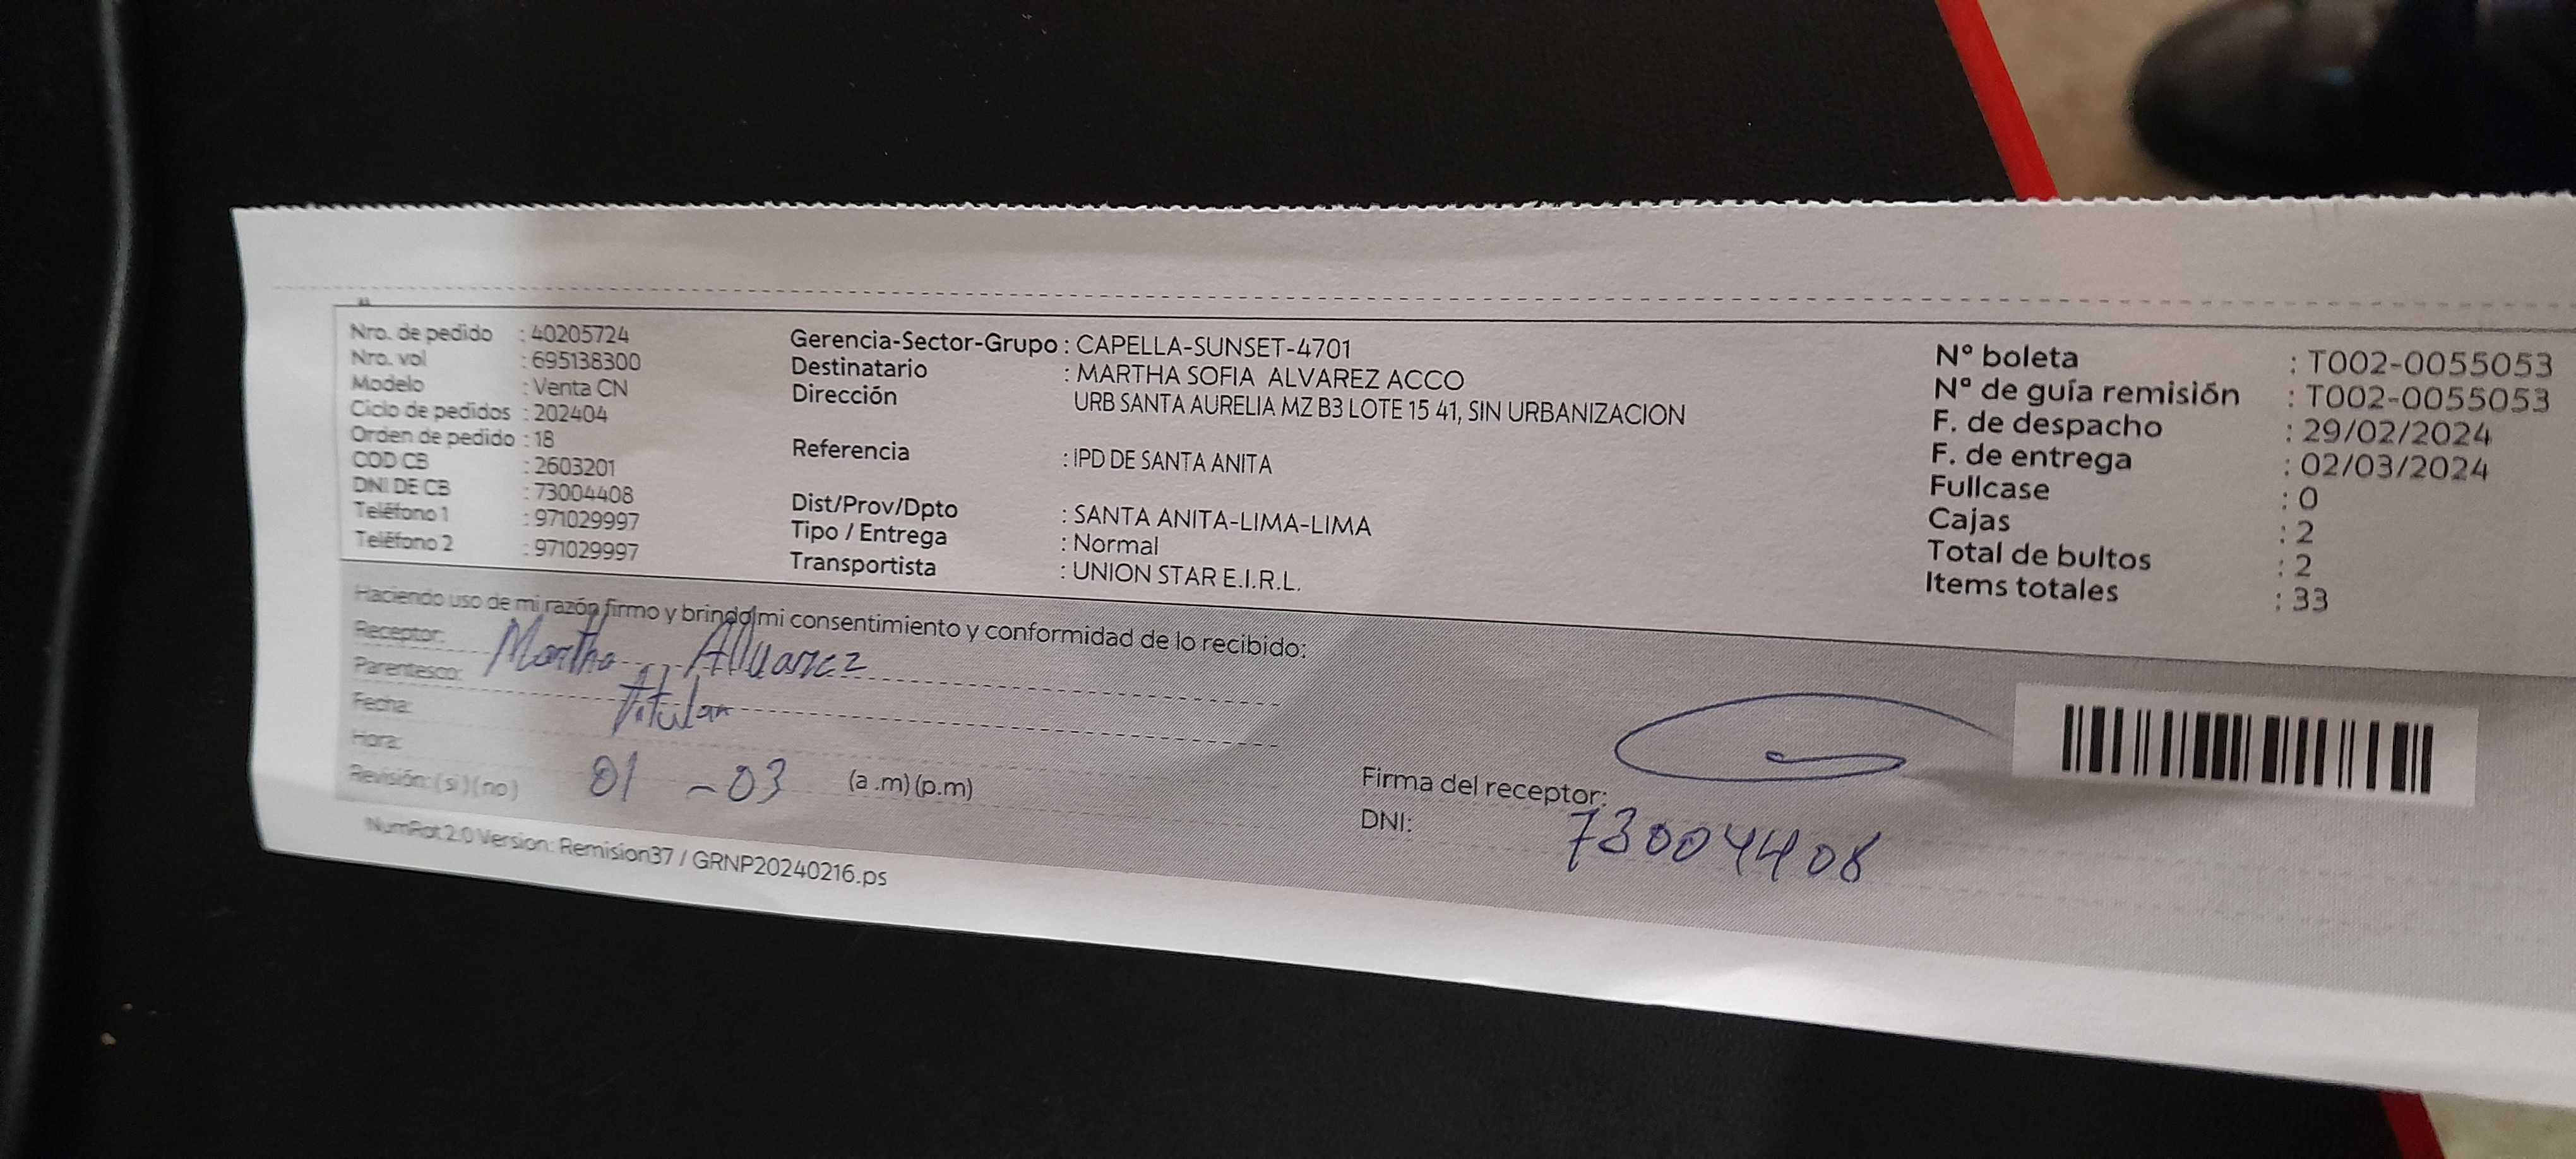 Nro. de pedido : 40205724
Nro. vol : 695138300
Modelo : Venta CN
Ciclo de pedidos : 202404
Orden de pedido : 18
COD CB : 2603201
DNI DE CB : 73004408
Teléfono 1 : 971029997
Teléfono 2 : 971029997
Gerencia-Sector-Grupo : CAPELLA-SUNSET-4701
Destinatario : MARTHA SOFIA ALVAREZ ACCO
Dirección URB SANTA AURELIA MZ B3 LOTE 15 41, SIN URBANIZACION
Referencia : IPD DE SANTA ANITA
Dist/Prov/Dpto : SANTA ANITA-LIMA-LIMA
Tipo / Entrega : Normal
Transportista : UNION STAR E.I.R.L.
N° boleta : T002-0055053
N° de guía remisión : T002-0055053
F. de despacho : 29/02/2024
F. de entrega : 02/03/2024
Fullcase : 0
Cajas : 2
Total de bultos : 2
Items totales : 33
Haciendo uso de mi razón firmo y brindo mi consentimiento y conformidad de lo recibido:
Receptor: Martha Alvarez
Parentesco: titular
Fecha:
Hora: 01 - 03 (a .m) (p.m)
Revisión: ( si ) ( no )
Firma del receptor:
DNI: 73004408
NumRot 2.0 Version: Remision37 / GRNP20240216.ps